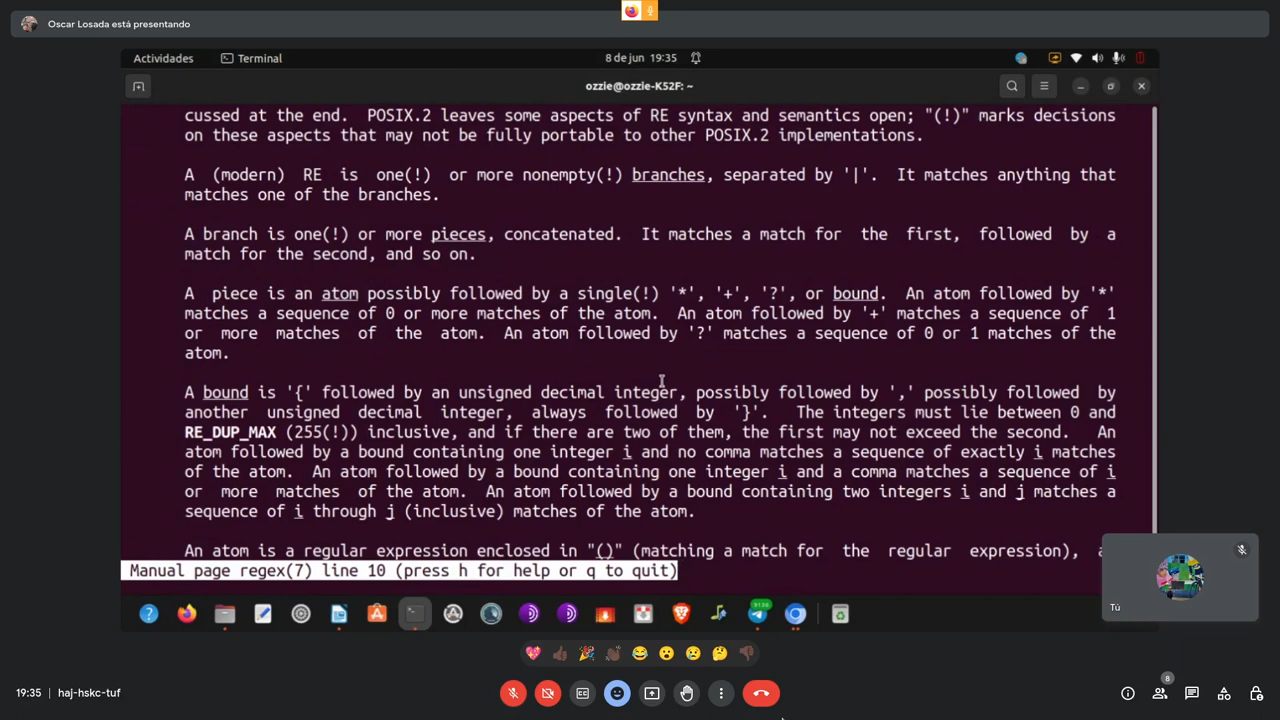 Oscar Losada está presentando
Actividades Terminal 8 de jun 19:35
ozzie@ozzie-K52F: ~
cussed at the end. POSIX.2 leaves some aspects of RE syntax and semantics open; "(!)" marks decisions
on these aspects that may not be fully portable to other POSIX.2 implementations.
A (modern) RE is one(!) or more nonempty(!) branches, separated by '|'. It matches anything that
matches one of the branches.
A branch is one(!) or more pieces, concatenated. It matches a match for the first, followed by a
match for the second, and so on.
A piece is an atom possibly followed by a single(!) '*', '+', '?', or bound. An atom followed by '*'
matches a sequence of 0 or more matches of the atom. An atom followed by '+' matches a sequence of 1
or more matches of the atom. An atom followed by '?' matches a sequence of 0 or 1 matches of the
atom.
A bound is '{' followed by an unsigned decimal integer, possibly followed by ',' possibly followed by
another unsigned decimal integer, always followed by '}'. The integers must lie between 0 and
RE_DUP_MAX (255(!)) inclusive, and if there are two of them, the first may not exceed the second. An
atom followed by a bound containing one integer i and no comma matches a sequence of exactly i matches
of the atom. An atom followed by a bound containing one integer i and a comma matches a sequence of i
or more matches of the atom. An atom followed by a bound containing two integers i and j matches a
sequence of i through j (inclusive) matches of the atom.
An atom is a regular expression enclosed in "()" (matching a match for the regular expression),
Manual page regex(7) line 10 (press h for help or q to quit)
Tú
19:35 haj-hskc-tuf
8